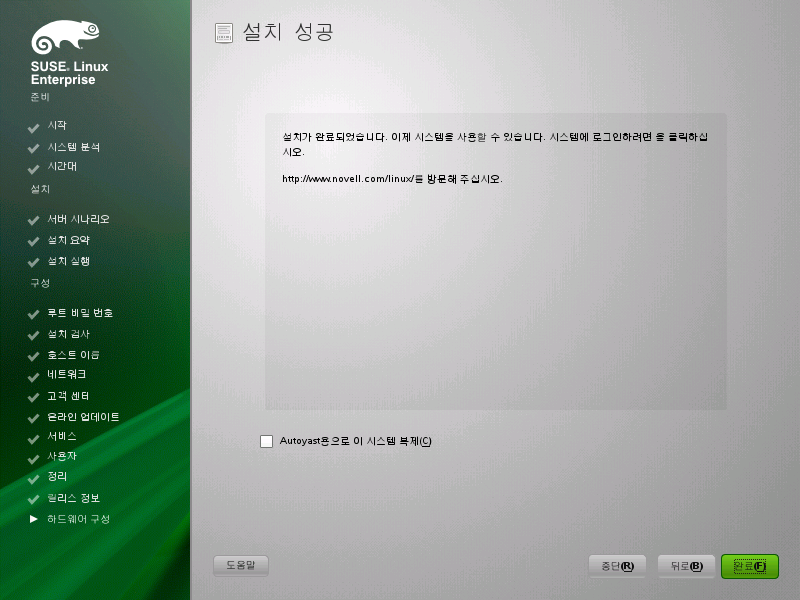 SUSE. Linux
Enterprise
준비
시작
시스템 분석
시간대
설치
서버 시나리오
설치 요약
설치 실행
구성
루트 비밀 번호
설치 검사
호스트 이름
네트워크
고객 센터
온라인 업데이트
서비스
사용자
정리
릴리스 정보
하드웨어 구성
설치 성공
설치가 완료되었습니다. 이제 시스템을 사용할 수 있습니다. 시스템에 로그인하려면 을 클릭하십
시오.
http://www.novell.com/linux/를 방문해 주십시오.
Autoyast용으로 이 시스템 복제(C)
도움말
중단(R)
뒤로(B)
완료(F)